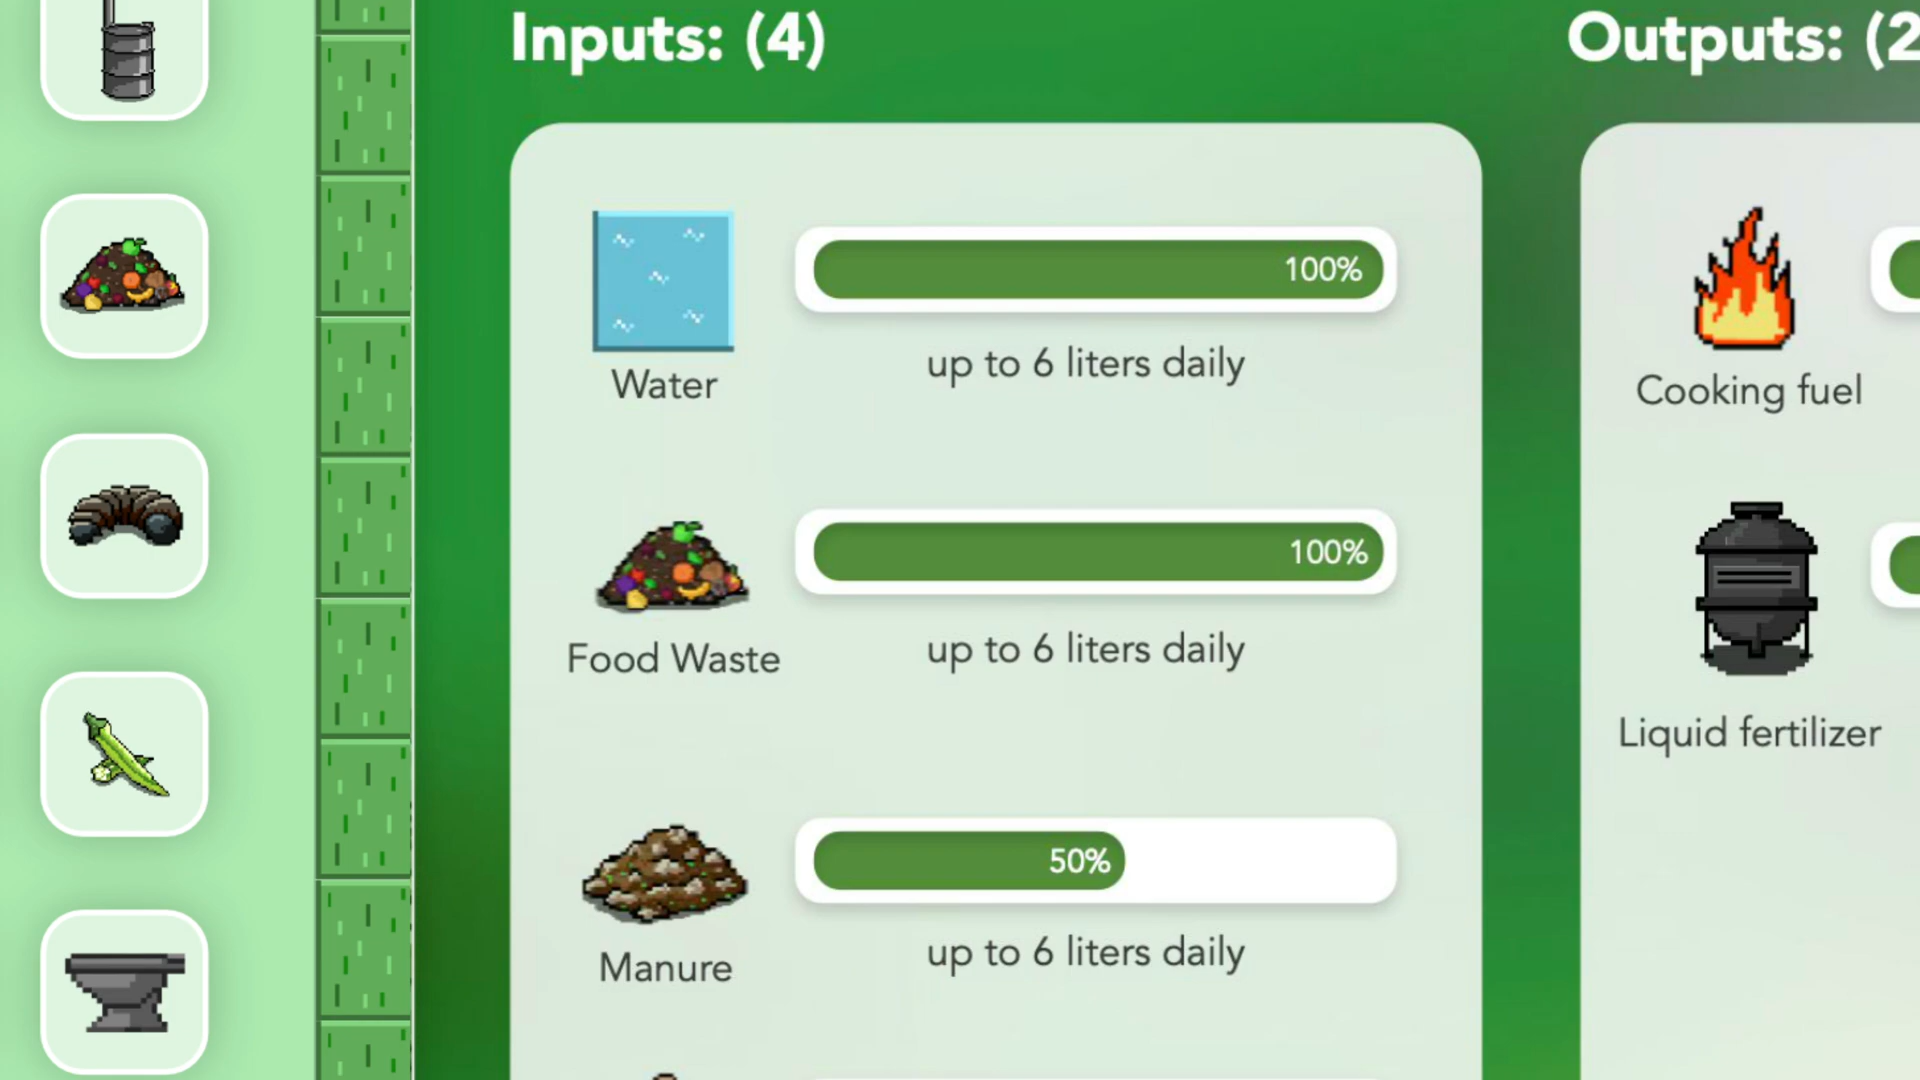 Inputs: (4)
Outputs: (2
100%
up to 6 liters daily
Water
Cooking fuel
100%
up to 6 liters daily
Food Waste
Liquid fertilizer
50%
up to 6 liters daily
Manure